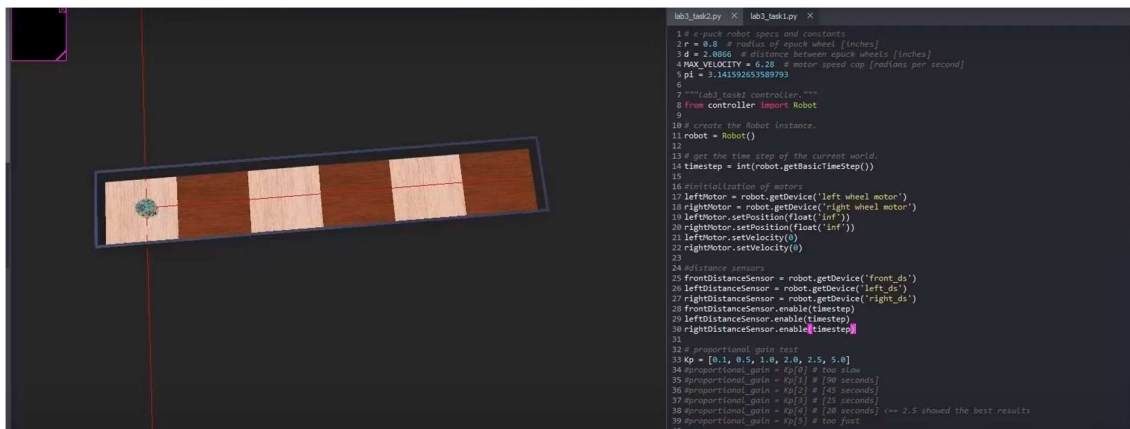 lab3_task2.py × lab3_task1.py ×
1 # e-puck robot specs and constants
2 r = 0.8 # radius of epuck wheel [inches]
3 d = 2.0866 # distance between epuck wheels [inches]
4 MAX_VELOCITY = 6.28 # motor speed cap [radians per second]
5 pi = 3.141592653589793
6
7 """lab3_task1 controller."""
8 from controller import Robot
9
10 # create the Robot instance.
11 robot = Robot()
12
13 # get the time step of the current world.
14 timestep = int(robot.getBasicTimeStep())
15
16 #initialization of motors
17 leftMotor = robot.getDevice('left wheel motor')
18 rightMotor = robot.getDevice('right wheel motor')
19 leftMotor.setPosition(float('inf'))
20 rightMotor.setPosition(float('inf'))
21 leftMotor.setVelocity(0)
22 rightMotor.setVelocity(0)
23
24 #distance sensors
25 frontDistanceSensor = robot.getDevice('front_ds')
26 leftDistanceSensor = robot.getDevice('left_ds')
27 rightDistanceSensor = robot.getDevice('right_ds')
28 frontDistanceSensor.enable(timestep)
29 leftDistanceSensor.enable(timestep)
30 rightDistanceSensor.enable(timestep)
31
32 # proportional gain test
33 Kp = [0.1, 0.5, 1.0, 2.0, 2.5, 5.0]
34 #proportional_gain = Kp[0] # too slow
35 #proportional_gain = Kp[1] # [90 seconds]
36 #proportional_gain = Kp[2] # [45 seconds]
37 #proportional_gain = Kp[3] # [25 seconds]
38 #proportional_gain = Kp[4] # [20 seconds] <== 2.5 showed the best results
39 #proportional_gain = Kp[5] # too fast